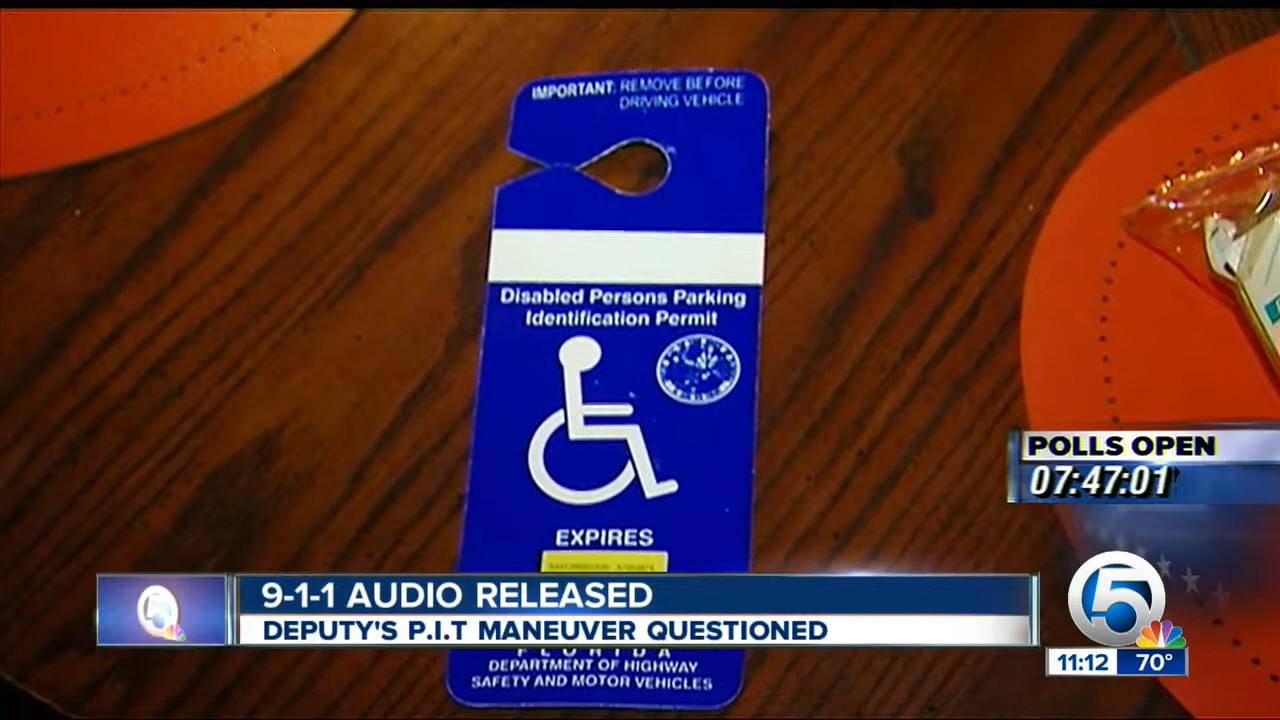 IMPORTANT: REMOVE BEFORE
DRIVING VEHICLE
Disabled Persons Parking
Identification Permit
EXPIRES
POLLS OPEN
07:47:01
9-1-1 AUDIO RELEASED
DEPUTY'S P.I.T MANEUVER QUESTIONED
FLORIDA
DEPARTMENT OF HIGHWAY
SAFETY AND MOTOR VEHICLES
5
5
11:12 70°